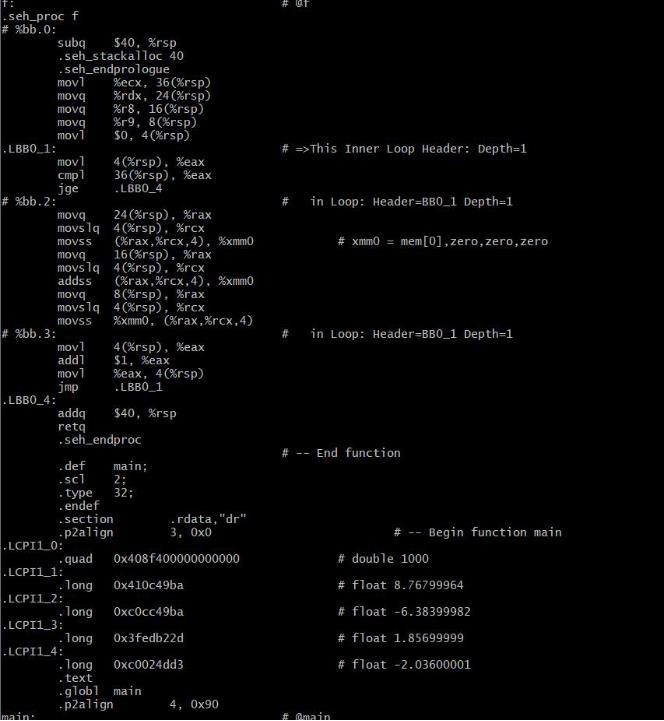 f:                                      # @f
.seh_proc f
# %bb.0:
        subq    $40, %rsp
        .seh_stackalloc 40
        .seh_endprologue
        movl    %ecx, 36(%rsp)
        movq    %rdx, 24(%rsp)
        movq    %r8, 16(%rsp)
        movq    %r9, 8(%rsp)
        movl    $0, 4(%rsp)
.LBB0_1:                                # =>This Inner Loop Header: Depth=1
        movl    4(%rsp), %eax
        cmpl    36(%rsp), %eax
        jge     .LBB0_4
# %bb.2:                                #   in Loop: Header=BB0_1 Depth=1
        movq    24(%rsp), %rax
        movslq  4(%rsp), %rcx
        movss   (%rax,%rcx,4), %xmm0            # xmm0 = mem[0],zero,zero,zero
        movq    16(%rsp), %rax
        movslq  4(%rsp), %rcx
        addss   (%rax,%rcx,4), %xmm0
        movq    8(%rsp), %rax
        movslq  4(%rsp), %rcx
        movss   %xmm0, (%rax,%rcx,4)
# %bb.3:                                #   in Loop: Header=BB0_1 Depth=1
        movl    4(%rsp), %eax
        addl    $1, %eax
        movl    %eax, 4(%rsp)
        jmp     .LBB0_1
.LBB0_4:
        addq    $40, %rsp
        retq
        .seh_endproc
                                        # -- End function
        .def    main;
        .scl    2;
        .type   32;
        .endef
        .section        .rdata,"dr"
        .p2align        3, 0x0                          # -- Begin function main
.LCPI1_0:
        .quad   0x408f400000000000              # double 1000
.LCPI1_1:
        .long   0x410c49ba                      # float 8.76799964
.LCPI1_2:
        .long   0xc0cc49ba                      # float -6.38399982
.LCPI1_3:
        .long   0x3fedb22d                      # float 1.85699999
.LCPI1_4:
        .long   0xc0024dd3                      # float -2.03600001
        .text
        .globl  main
        .p2align        4, 0x90
main:                                   # @main